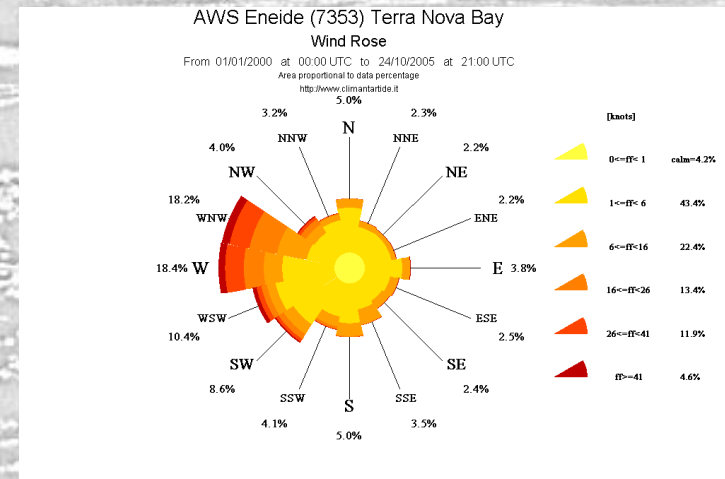 AWS Eneide (7353) Terra Nova Bay
Wind Rose
From 01/01/2000 at 00:00 UTC to 24/10/2005 at 21:00 UTC
Area proportional to data percentage
http://www.climantartide.it
5.0%
3.2% 2.3%
N
NNW NNE
4.0% 2.2%
NW NE
18.2% 2.2%
WNW ENE
18.4% W E 3.8%
WSW ESE
10.4% 2.5%
SW SE
8.6% 2.4%
SSW SSE
S
4.1% 3.5%
5.0%
[knots]
0<=ff< 1 calm=4.2%
1<=ff< 6 43.4%
6<=ff<16 22.4%
16<=ff<26 13.4%
26<=ff<41 11.9%
ff>=41 4.6%